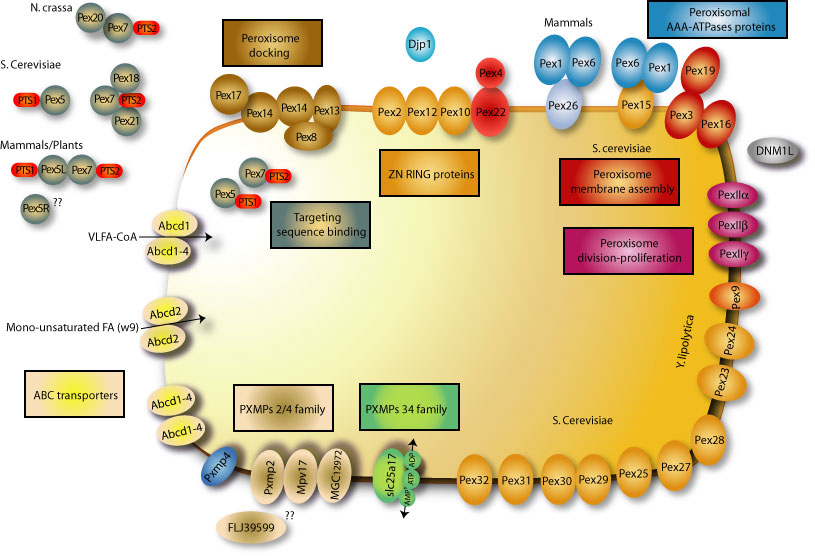 N. crassa
Pex20
Pex7
PTS2
S. Cerevisiae
PTS1
Pex5
Pex18
Pex7
PTS2
Pex21
Mammals/Plants
PTS1
Pex5L
Pex7
PTS2
Pex5R
??
Peroxisome
docking
Djp1
Mammals
Peroxisomal
AAA-ATPases proteins
Pex17
Pex14
Pex14
Pex13
Pex8
Pex2
Pex12
Pex10
Pex4
Pex22
Pex1
Pex6
Pex26
Pex6
Pex1
Pex15
Pex19
Pex3
Pex16
S. cerevisiae
DNM1L
Pex7
PTS2
Pex5
PTS1
ZN RING proteins
Peroxisome
membrane assembly
Targeting
sequence binding
Peroxisome
division-proliferation
PexIIα
PexIIβ
PexIIγ
Pex9
Pex24
Pex23
Y. lipolytica
VLFA-CoA
Abcd1
Abcd1-4
Mono-unsaturated FA (w9)
Abcd2
Abcd2
ABC transporters
Abcd1-4
Abcd1-4
PXMPs 2/4 family
PXMPs 34 family
S. Cerevisiae
Pxmp4
Pxmp2
Mpv17
MGC12972
slc25a17
ADP
ATP
AMP
FLJ39599
??
Pex32
Pex31
Pex30
Pex29
Pex25
Pex27
Pex28